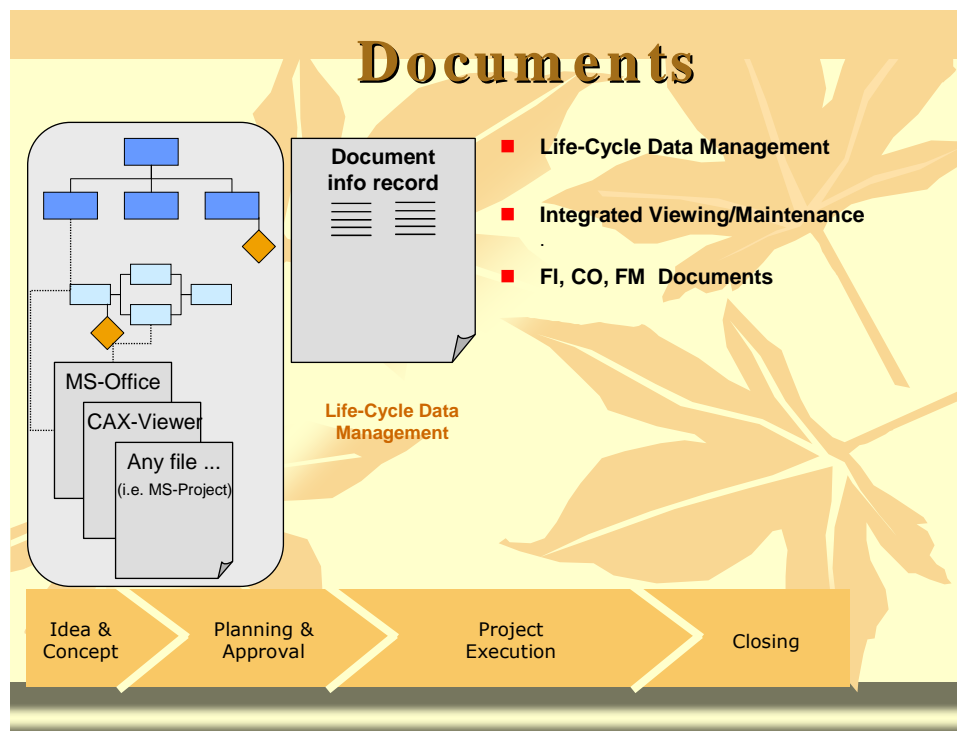 Documents
Document
info record
MS-Office
CAX-Viewer
Any file ...
(i.e. MS-Project)
Life-Cycle Data
Management
Life-Cycle Data Management
Integrated Viewing/Maintenance
.
FI, CO, FM  Documents
Idea &
Concept
Planning &
Approval
Project
Execution
Closing